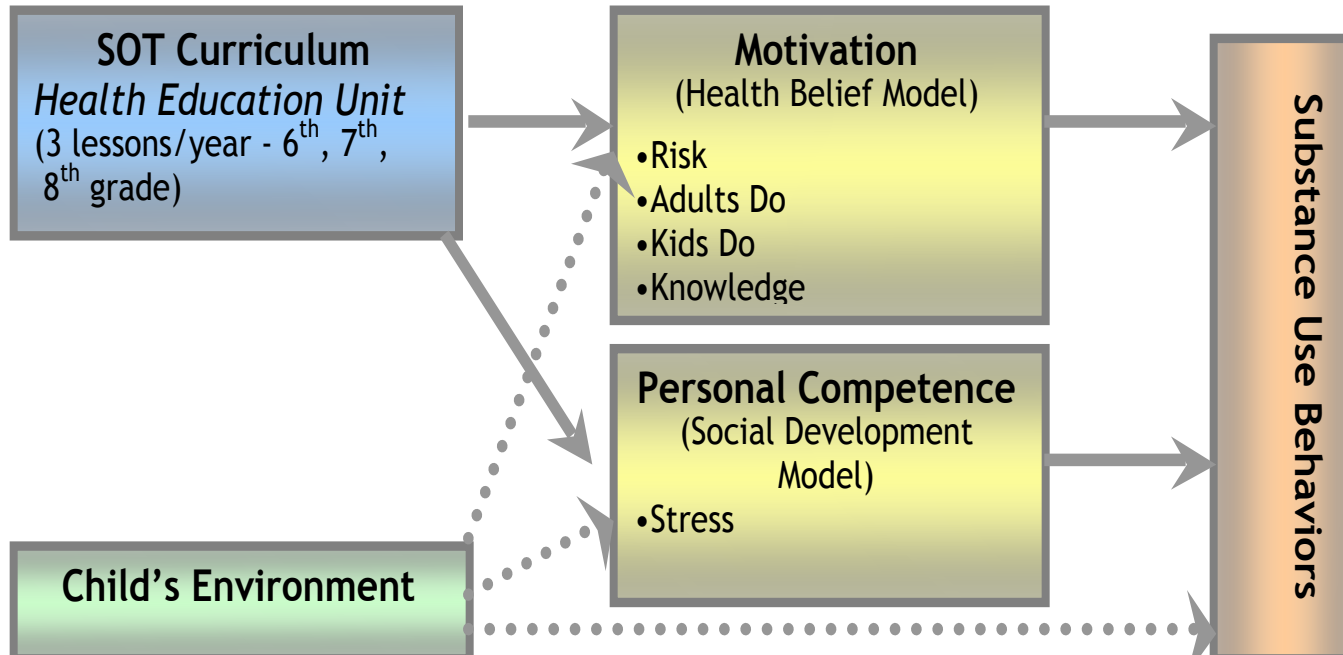 SOT Curriculum
Health Education Unit
(3 lessons/year - 6th, 7th,
8th grade)
Motivation
(Health Belief Model)
•Risk
•Adults Do
•Kids Do
•Knowledge
Personal Competence
(Social Development
Model)
•Stress
Child’s Environment
Substance Use Behaviors